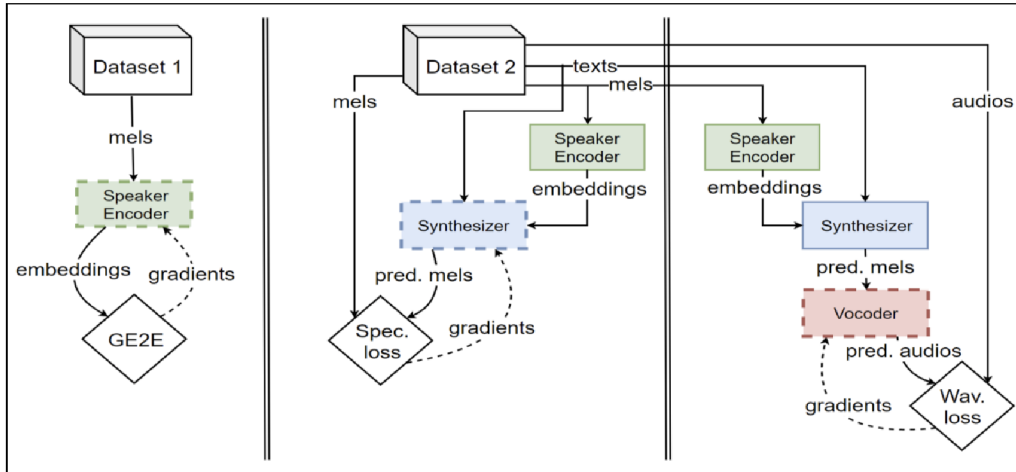 Dataset 1
mels
Speaker
Encoder
embeddings
gradients
GE2E
Dataset 2
texts
mels
mels
Speaker
Encoder
embeddings
Synthesizer
pred. mels
gradients
Spec.
loss
audios
Speaker
Encoder
embeddings
Synthesizer
pred. mels
Vocoder
pred. audios
gradients
Wav.
loss